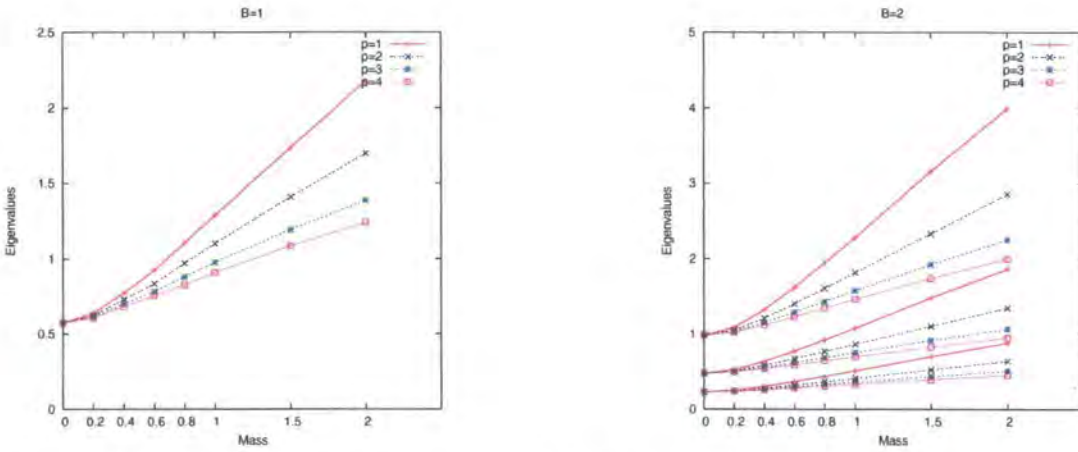 B=1
2.5
2
1.5
1
0.5
0
Eigenvalues
0 0.2 0.4 0.6 0.8 1 1.5 2
Mass
p=1
p=2
p=3
p=4
B=2
5
4
3
2
1
0
Eigenvalues
0 0.2 0.4 0.6 0.8 1 1.5 2
Mass
p=1
p=2
p=3
p=4